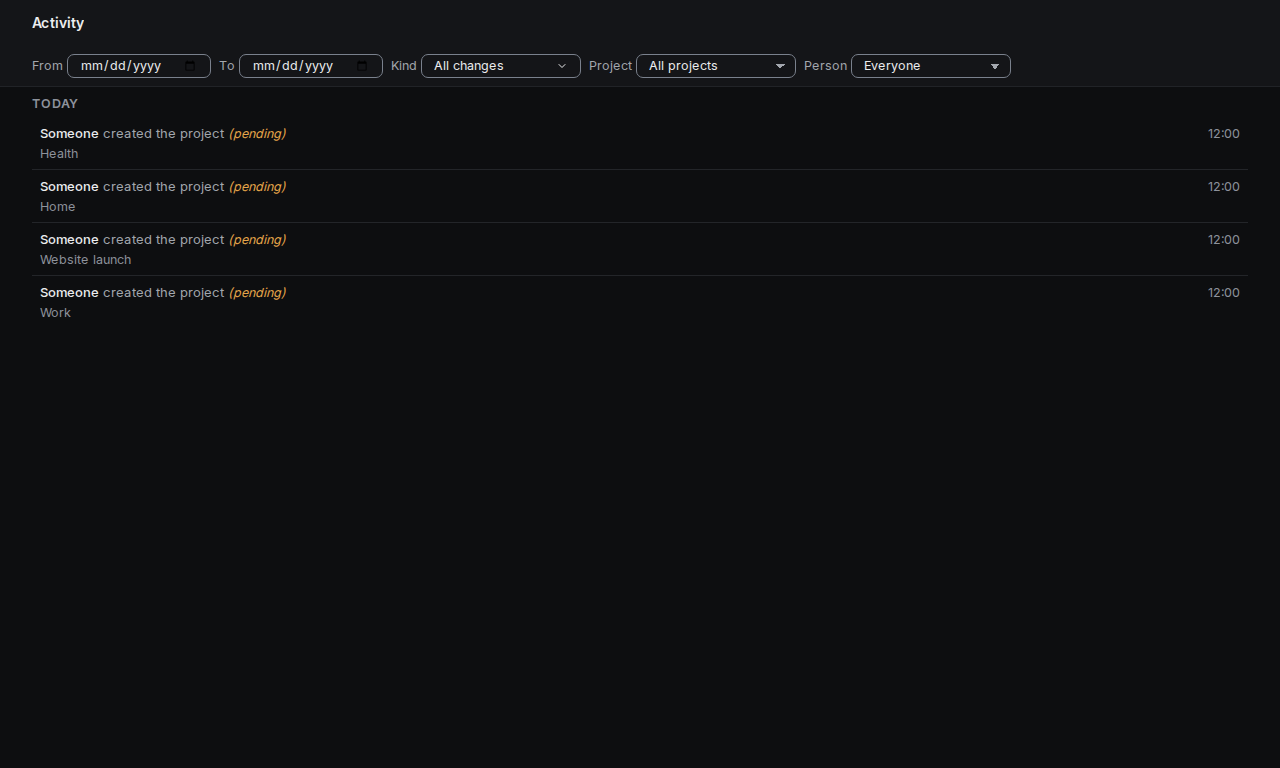 Activity
From mm/dd/yyyy To mm/dd/yyyy Kind All changes Project All projects Person Everyone
TODAY
Someone created the project (pending) 12:00
Health
Someone created the project (pending) 12:00
Home
Someone created the project (pending) 12:00
Website launch
Someone created the project (pending) 12:00
Work